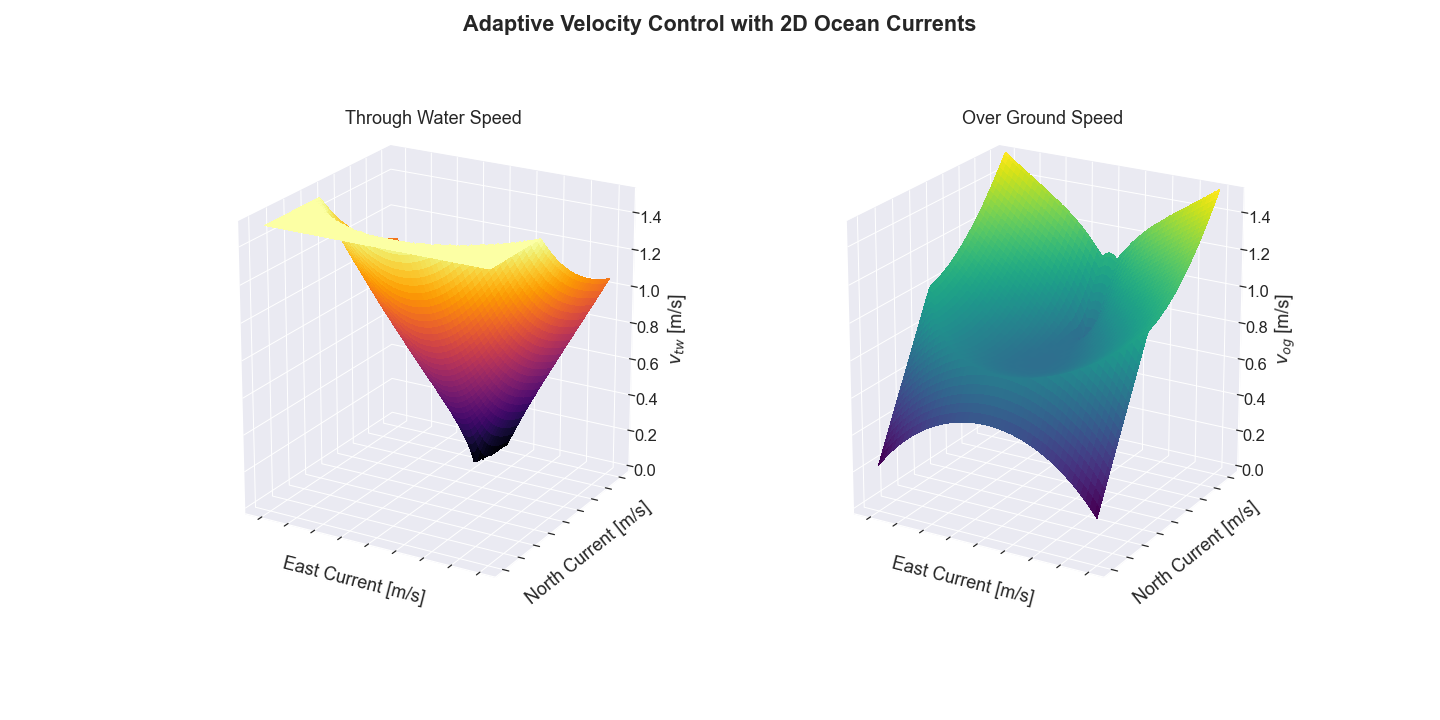 Adaptive Velocity Control with 2D Ocean Currents
Through Water Speed
1.4
1.2
1.0
0.8
0.6
0.4
0.2
0.0
v_tw [m/s]
East Current [m/s]
North Current [m/s]
Over Ground Speed
1.4
1.2
1.0
0.8
0.6
0.4
0.2
0.0
v_og [m/s]
East Current [m/s]
North Current [m/s]